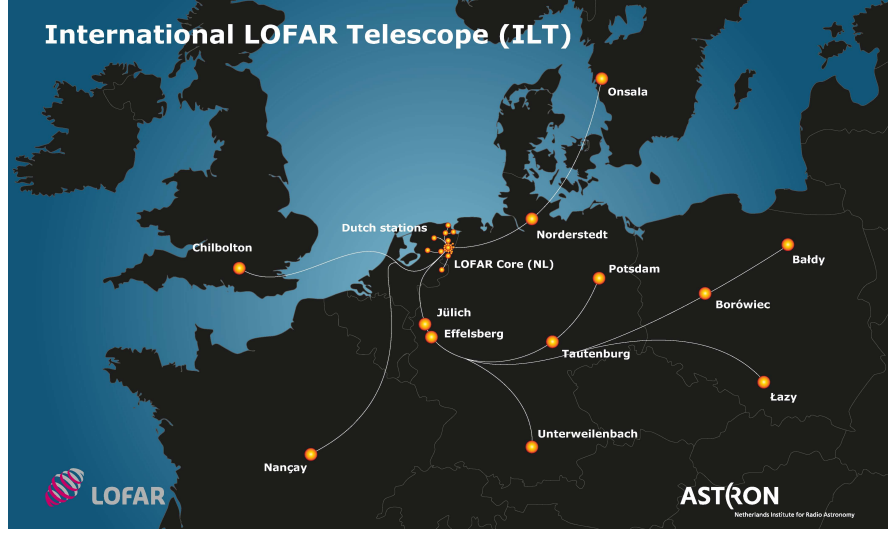 International LOFAR Telescope (ILT)
Onsala
Dutch stations
Norderstedt
Chilbolton
LOFAR Core (NL)
Potsdam
Bałdy
Borówiec
Jülich
Effelsberg
Tautenburg
Łazy
Unterweilenbach
Nançay
LOFAR
ASTRON
Netherlands Institute for Radio Astronomy